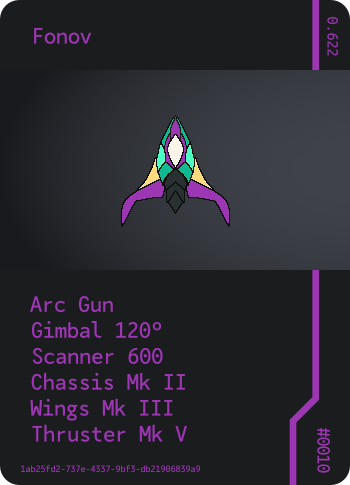 Fonov
0.622
Arc Gun
Gimbal 120°
Scanner 600
Chassis Mk II
Wings Mk III
Thruster Mk V
#0010
1ab25fd2-737e-4337-9bf3-db21906839a9